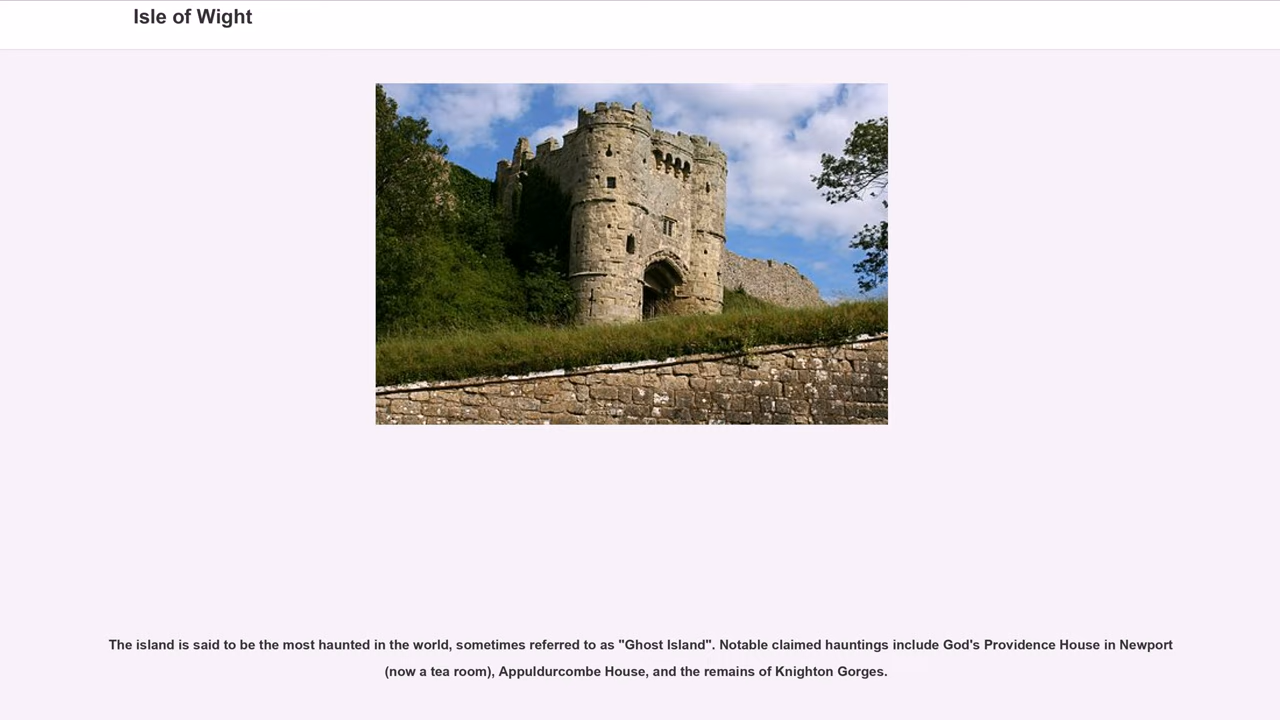 Isle of Wight
The island is said to be the most haunted in the world, sometimes referred to as "Ghost Island". Notable claimed hauntings include God's Providence House in Newport
(now a tea room), Appuldurcombe House, and the remains of Knighton Gorges.